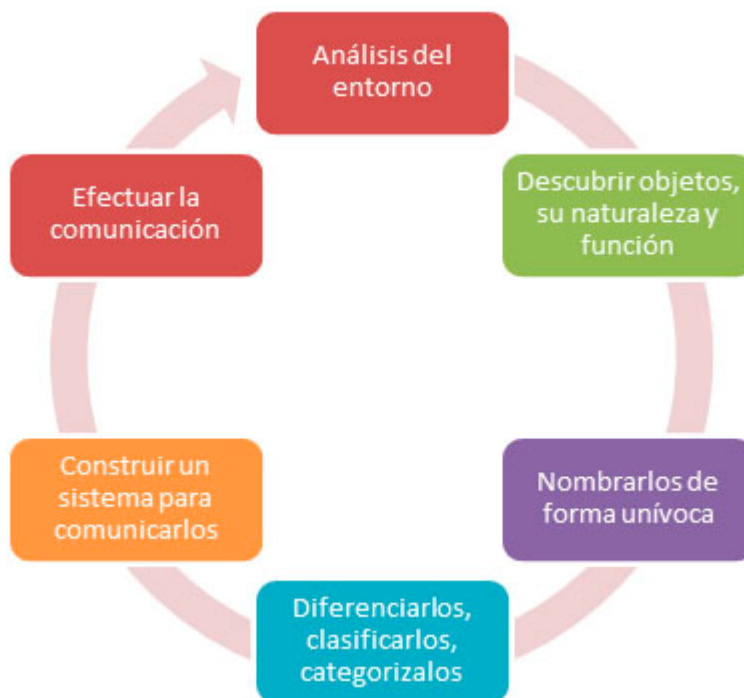 Análisis del
entorno
Descubrir objetos,
su naturaleza y
función
Nombrarlos de
forma unívoca
Diferenciarlos,
clasificarlos,
categorizalos
Construir un
sistema para
comunicarlos
Efectuar la
comunicación